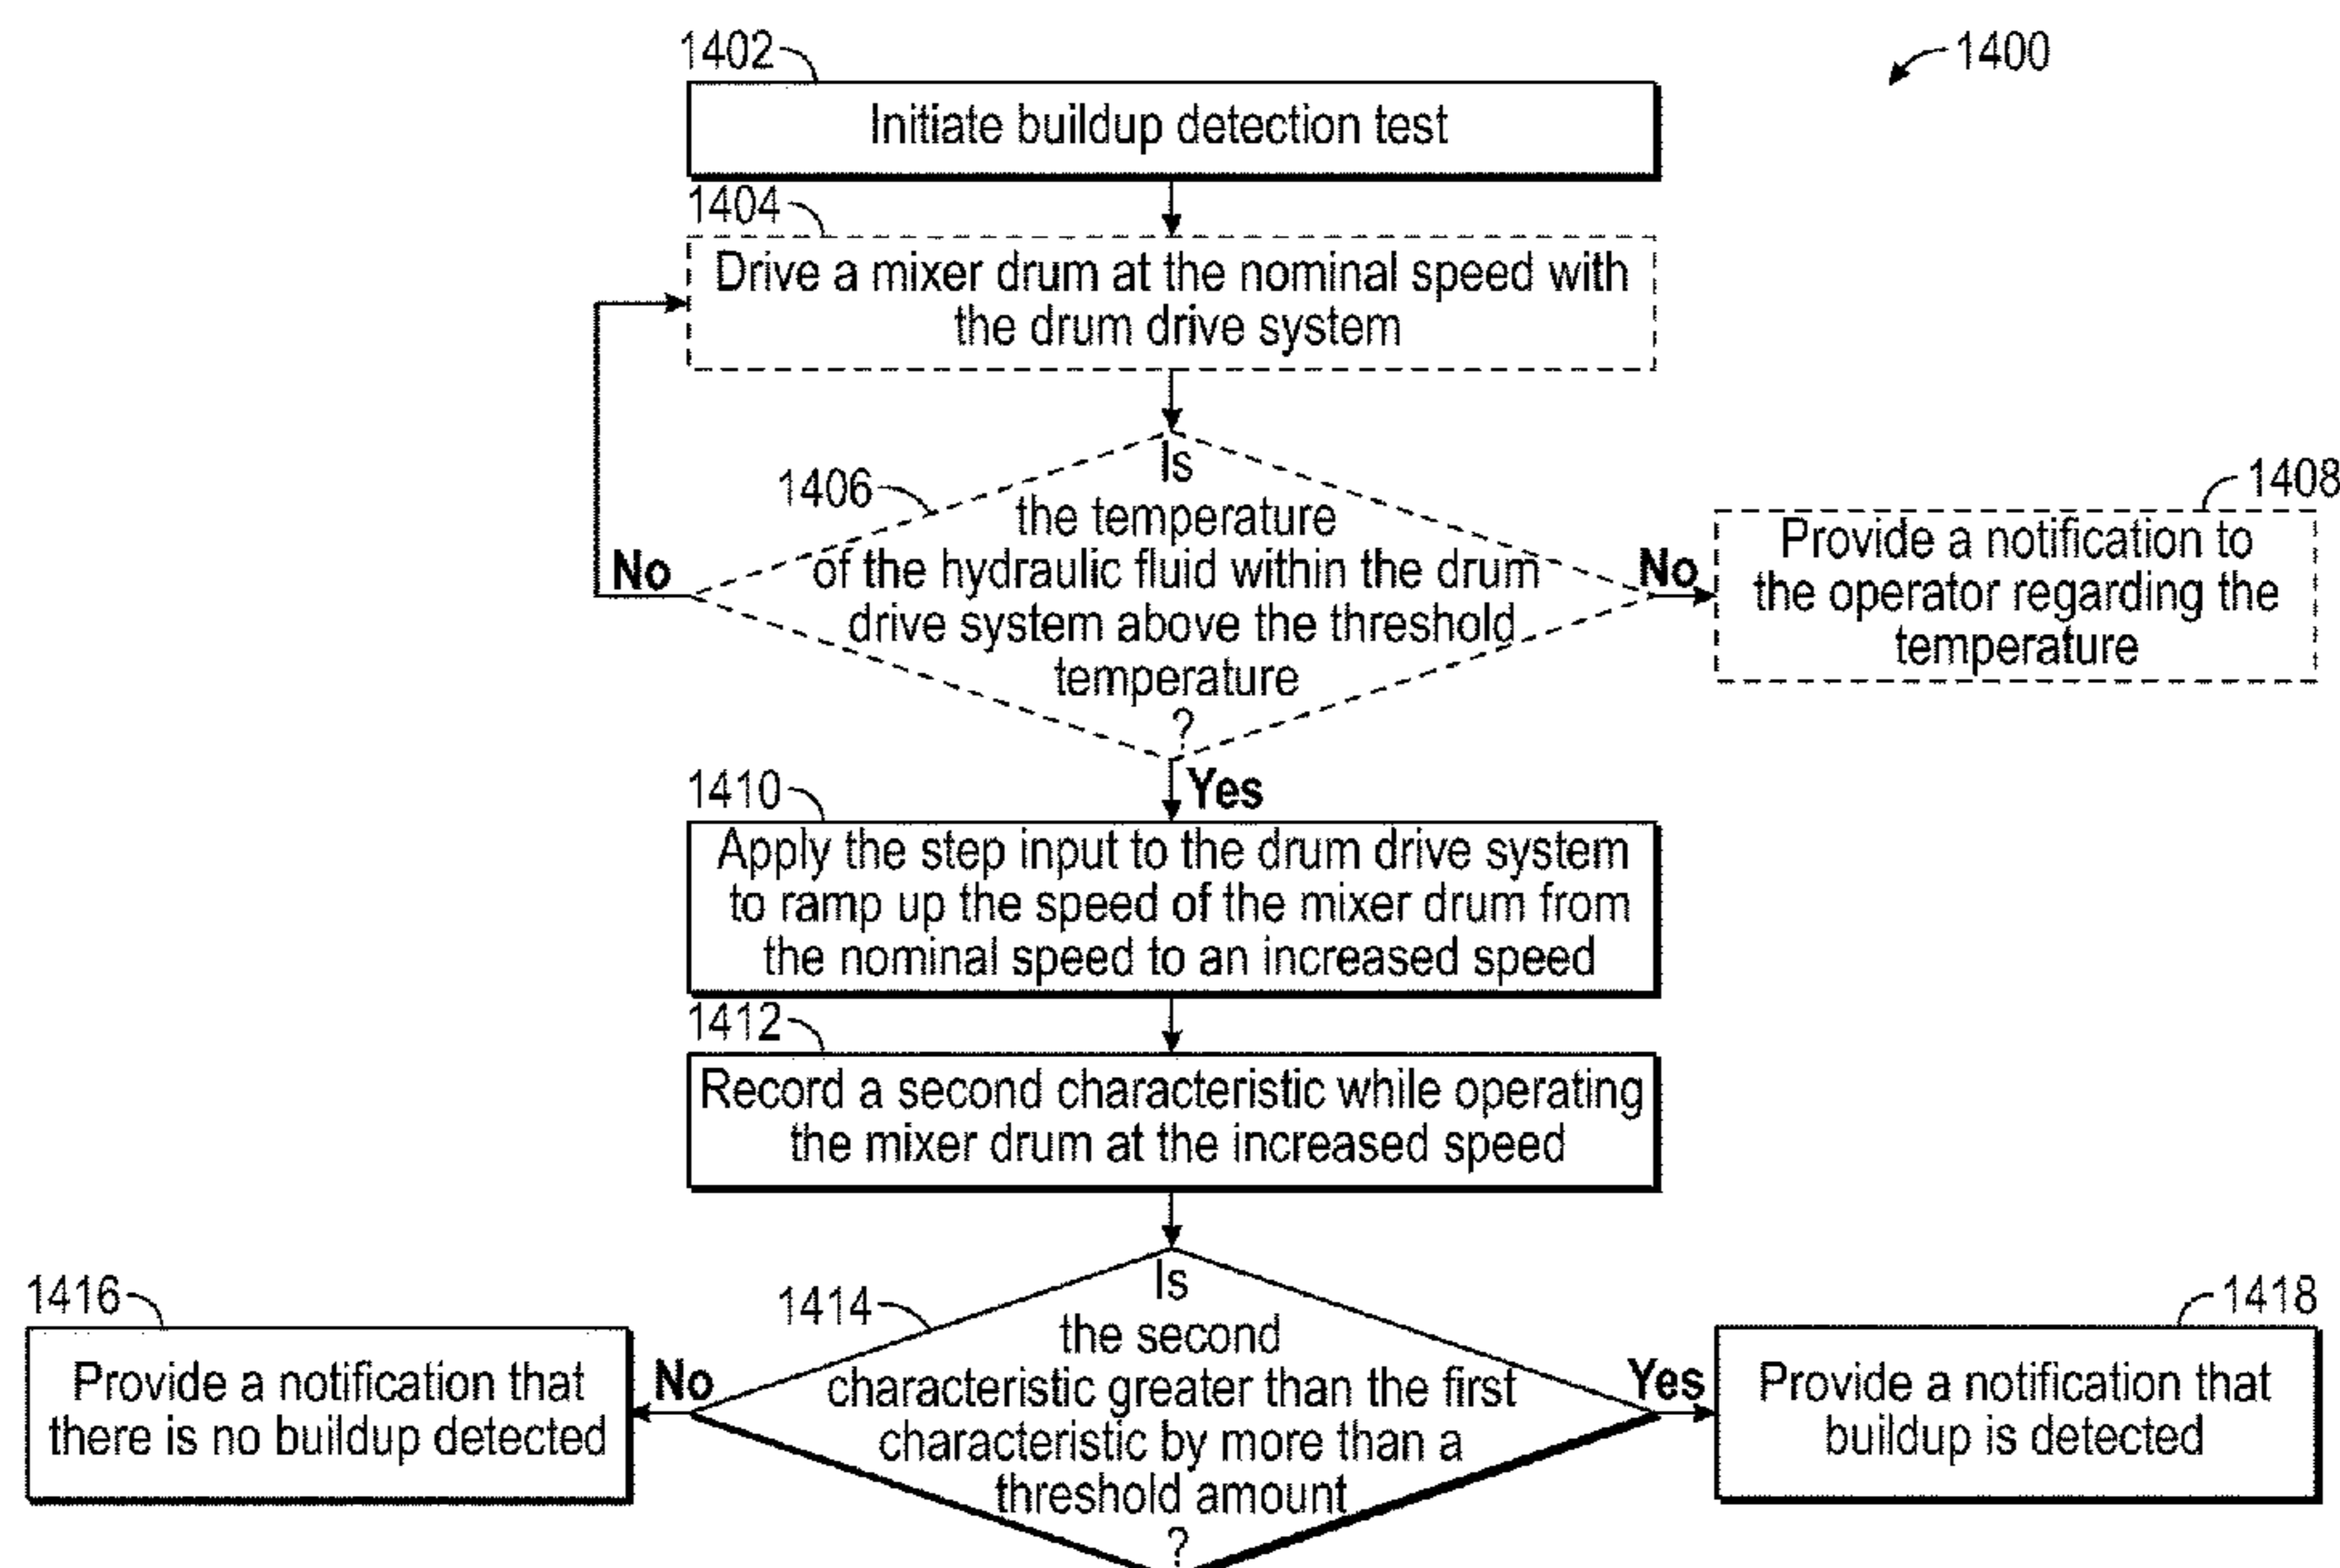 1402
1400
Initiate buildup detection test
1404
Drive a mixer drum at the nominal speed with
the drum drive system
1406
Is
the temperature
of the hydraulic fluid within the drum
drive system above the threshold
temperature
?
No
No
1408
Provide a notification to
the operator regarding the
temperature
Yes
1410
Apply the step input to the drum drive system
to ramp up the speed of the mixer drum from
the nominal speed to an increased speed
1412
Record a second characteristic while operating
the mixer drum at the increased speed
1414
Is
the second
characteristic greater than the first
characteristic by more than a
threshold amount
?
No
1416
Provide a notification that
there is no buildup detected
Yes
1418
Provide a notification that
buildup is detected